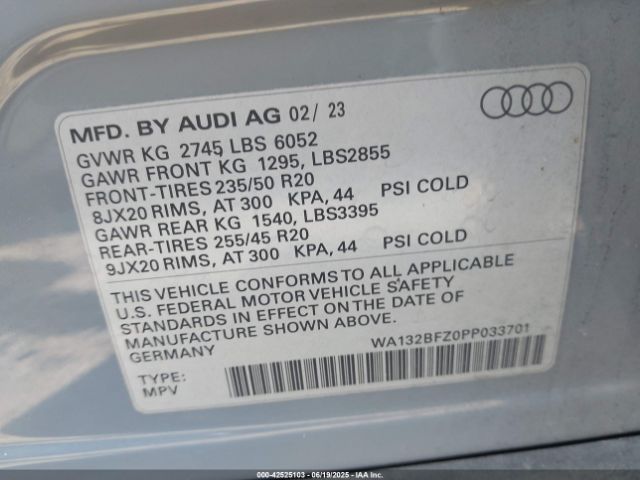 MFD. BY AUDI AG 02/ 23
GVWR KG 2745 LBS 6052
GAWR FRONT KG 1295, LBS2855
FRONT-TIRES 235/50 R20
8JX20 RIMS, AT 300 KPA, 44 PSI COLD
GAWR REAR KG 1540, LBS3395
REAR-TIRES 255/45 R20
9JX20 RIMS, AT 300 KPA, 44 PSI COLD
THIS VEHICLE CONFORMS TO ALL APPLICABLE
U.S. FEDERAL MOTOR VEHICLE SAFETY
STANDARDS IN EFFECT ON THE DATE OF
MANUFACTURE SHOWN ABOVE.
GERMANY
WA132BFZ0PP033701
TYPE:
MPV
000-42525103 - 06/19/2025 - IAAI.COM